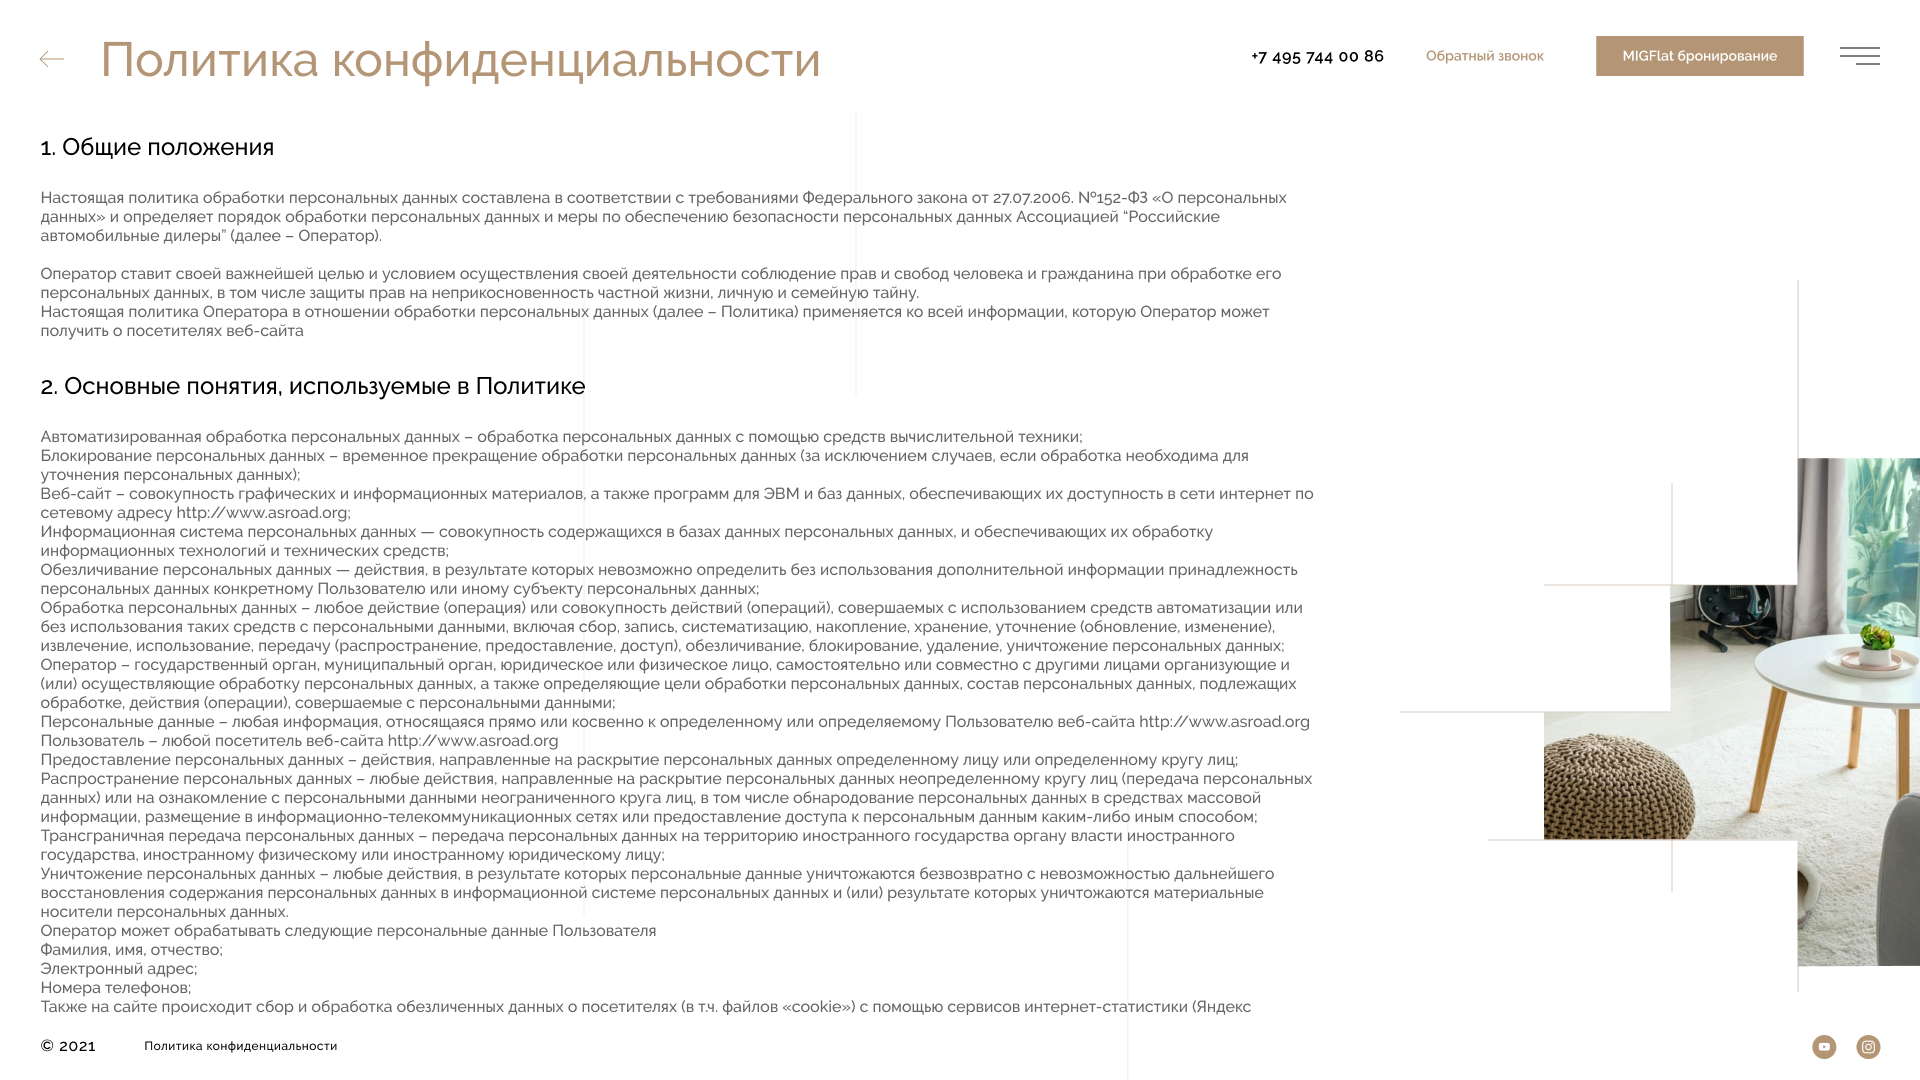 Политика конфиденциальности
+7 495 744 00 86
Обратный звонок
MIGFlat бронирование
1. Общие положения
Настоящая политика обработки персональных данных составлена в соответствии с требованиями Федерального закона от 27.07.2006. №152-ФЗ «О персональных
данных» и определяет порядок обработки персональных данных и меры по обеспечению безопасности персональных данных Ассоциацией “Российские
автомобильные дилеры” (далее – Оператор).
Оператор ставит своей важнейшей целью и условием осуществления своей деятельности соблюдение прав и свобод человека и гражданина при обработке его
персональных данных, в том числе защиты прав на неприкосновенность частной жизни, личную и семейную тайну.
Настоящая политика Оператора в отношении обработки персональных данных (далее – Политика) применяется ко всей информации, которую Оператор может
получить о посетителях веб-сайта
2. Основные понятия, используемые в Политике
Автоматизированная обработка персональных данных – обработка персональных данных с помощью средств вычислительной техники;
Блокирование персональных данных – временное прекращение обработки персональных данных (за исключением случаев, если обработка необходима для
уточнения персональных данных);
Веб-сайт – совокупность графических и информационных материалов, а также программ для ЭВМ и баз данных, обеспечивающих их доступность в сети интернет по
сетевому адресу http://www.asroad.org;
Информационная система персональных данных — совокупность содержащихся в базах данных персональных данных, и обеспечивающих их обработку
информационных технологий и технических средств;
Обезличивание персональных данных — действия, в результате которых невозможно определить без использования дополнительной информации принадлежность
персональных данных конкретному Пользователю или иному субъекту персональных данных;
Обработка персональных данных – любое действие (операция) или совокупность действий (операций), совершаемых с использованием средств автоматизации или
без использования таких средств с персональными данными, включая сбор, запись, систематизацию, накопление, хранение, уточнение (обновление, изменение),
извлечение, использование, передачу (распространение, предоставление, доступ), обезличивание, блокирование, удаление, уничтожение персональных данных;
Оператор – государственный орган, муниципальный орган, юридическое или физическое лицо, самостоятельно или совместно с другими лицами организующие и
(или) осуществляющие обработку персональных данных, а также определяющие цели обработки персональных данных, состав персональных данных, подлежащих
обработке, действия (операции), совершаемые с персональными данными;
Персональные данные – любая информация, относящаяся прямо или косвенно к определенному или определяемому Пользователю веб-сайта http://www.asroad.org
Пользователь – любой посетитель веб-сайта http://www.asroad.org
Предоставление персональных данных – действия, направленные на раскрытие персональных данных определенному лицу или определенному кругу лиц;
Распространение персональных данных – любые действия, направленные на раскрытие персональных данных неопределенному кругу лиц (передача персональных
данных) или на ознакомление с персональными данными неограниченного круга лиц, в том числе обнародование персональных данных в средствах массовой
информации, размещение в информационно-телекоммуникационных сетях или предоставление доступа к персональным данным каким-либо иным способом;
Трансграничная передача персональных данных – передача персональных данных на территорию иностранного государства органу власти иностранного
государства, иностранному физическому или иностранному юридическому лицу;
Уничтожение персональных данных – любые действия, в результате которых персональные данные уничтожаются безвозвратно с невозможностью дальнейшего
восстановления содержания персональных данных в информационной системе персональных данных и (или) результате которых уничтожаются материальные
носители персональных данных.
Оператор может обрабатывать следующие персональные данные Пользователя
Фамилия, имя, отчество;
Электронный адрес;
Номера телефонов;
Также на сайте происходит сбор и обработка обезличенных данных о посетителях (в т.ч. файлов «cookie») с помощью сервисов интернет-статистики (Яндекс
© 2021
Политика конфиденциальности